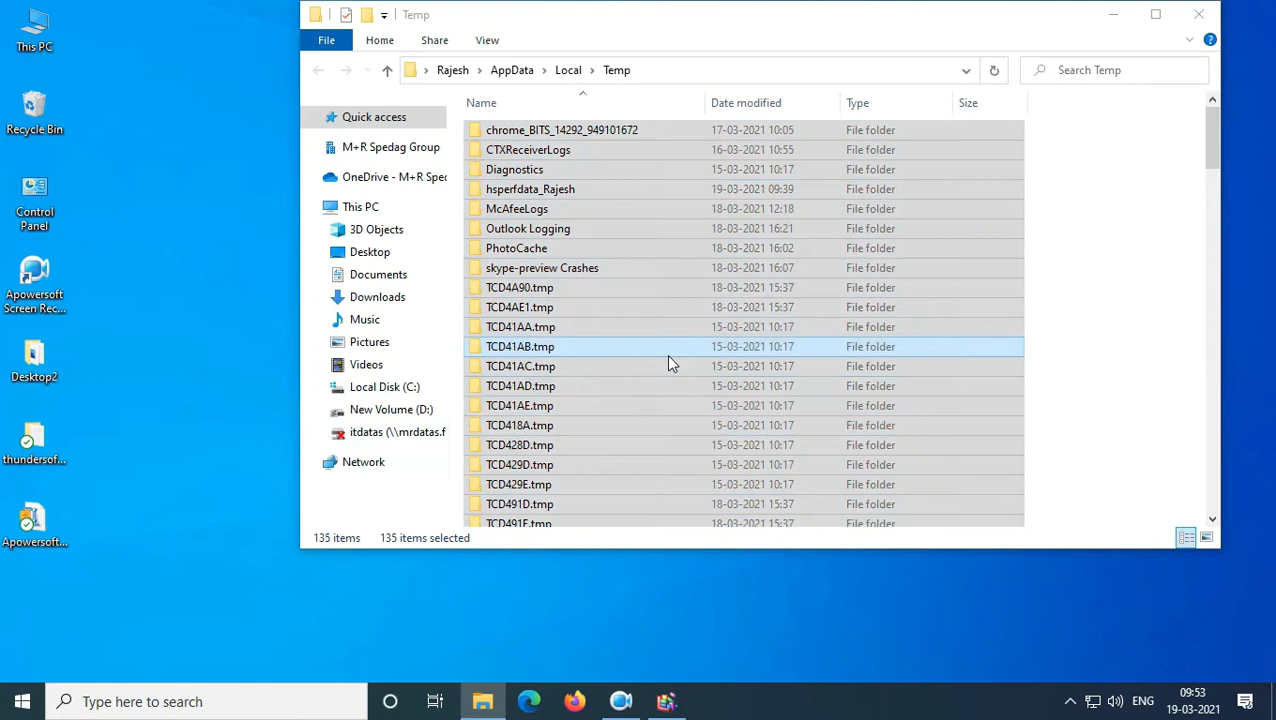 Temp
File Home Share View
Rajesh AppData Local Temp
Search Temp
Name Date modified Type Size
Quick access
M+R Spedag Group
OneDrive - M+R Spec
This PC
3D Objects
Desktop
Documents
Downloads
Music
Pictures
Videos
Local Disk (C:)
New Volume (D:)
itdatas (\\mrdatas.f
Network
chrome_BITS_14292_949101672 17-03-2021 10:05 File folder
CTXReceiverLogs 16-03-2021 10:55 File folder
Diagnostics 15-03-2021 10:17 File folder
hsperfdata_Rajesh 19-03-2021 09:39 File folder
McAfeeLogs 18-03-2021 12:18 File folder
Outlook Logging 18-03-2021 16:21 File folder
PhotoCache 18-03-2021 16:02 File folder
skype-preview Crashes 18-03-2021 16:07 File folder
TCD4A90.tmp 18-03-2021 15:37 File folder
TCD4AE1.tmp 18-03-2021 15:37 File folder
TCD41AA.tmp 15-03-2021 10:17 File folder
TCD41AB.tmp 15-03-2021 10:17 File folder
TCD41AC.tmp 15-03-2021 10:17 File folder
TCD41AD.tmp 15-03-2021 10:17 File folder
TCD41AE.tmp 15-03-2021 10:17 File folder
TCD418A.tmp 15-03-2021 10:17 File folder
TCD428D.tmp 15-03-2021 10:17 File folder
TCD429D.tmp 15-03-2021 10:17 File folder
TCD429E.tmp 15-03-2021 10:17 File folder
TCD491D.tmp 18-03-2021 15:37 File folder
TCD491E.tmp 18-03-2021 15:37 File folder
135 items 135 items selected
This PC
Recycle Bin
Control
Panel
Apowersoft
Screen Rec...
Desktop2
thundersof...
Apowersoft...
Type here to search
ENG
09:53
19-03-2021